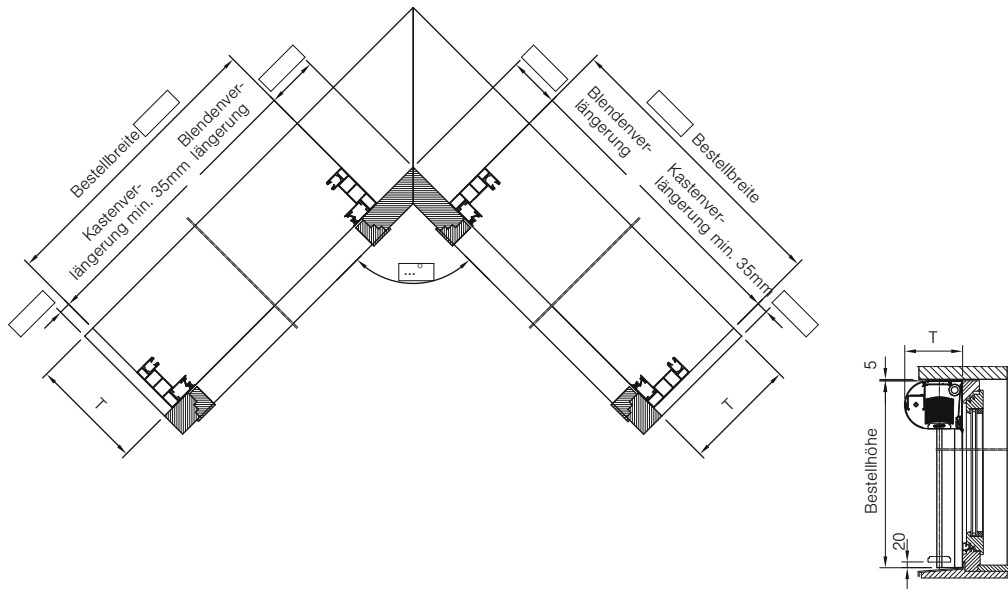 Bestellbreite
Kastenver-
längerung min. 35mm
Blendenver-
längerung
Blendenver-
längerung
Bestellbreite
Kastenver-
längerung min. 35mm
...°
T
T
T
5
Bestellhöhe
20